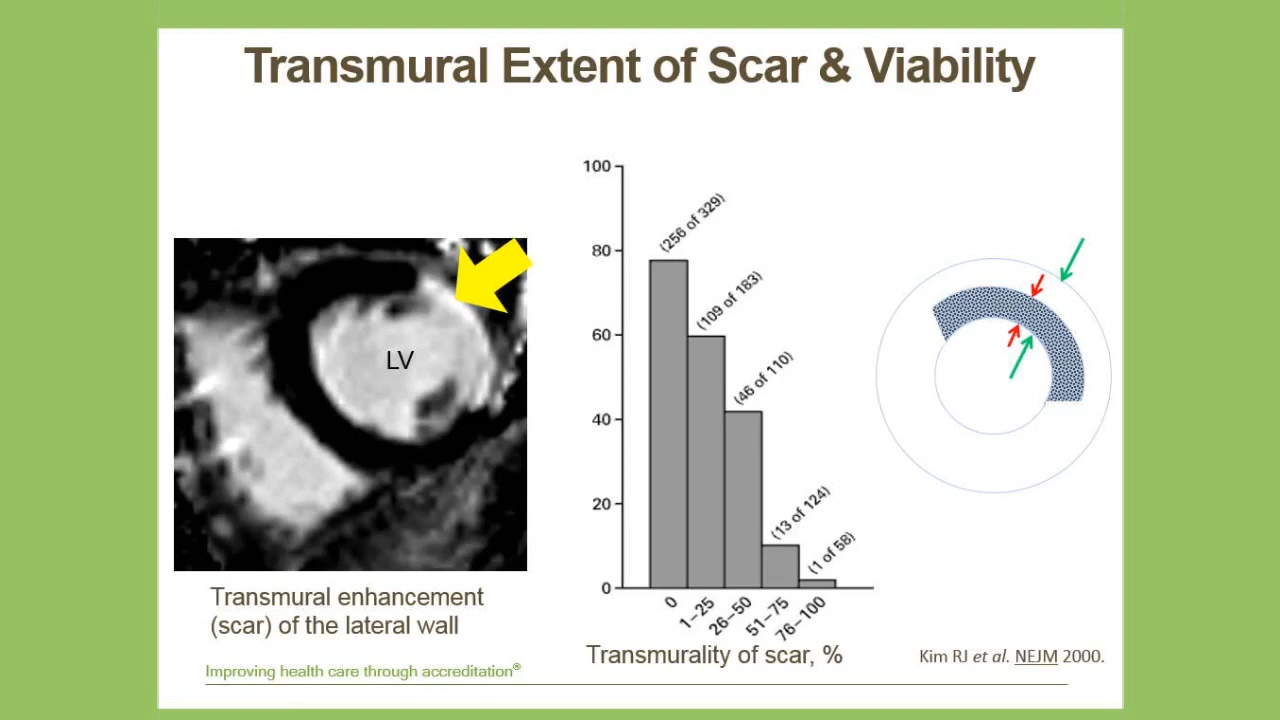 Transmural Extent of Scar & Viability
LV
Transmural enhancement
(scar) of the lateral wall
100
80
60
40
20
0
(256 of 329)
(109 of 183)
(46 of 110)
(13 of 124)
(1 of 58)
0
1–25
26–50
51–75
76–100
Transmurality of scar, %
Kim RJ et al. NEJM 2000.
Improving health care through accreditation®